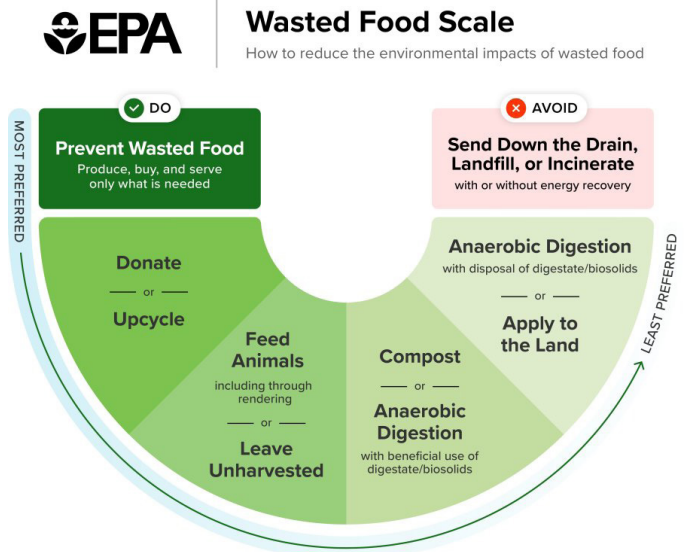 EPA
Wasted Food Scale
How to reduce the environmental impacts of wasted food
DO
Prevent Wasted Food
Produce, buy, and serve
only what is needed
AVOID
Send Down the Drain,
Landfill, or Incinerate
with or without energy recovery
MOST PREFERRED
Donate
or
Upcycle
Feed
Animals
including through
rendering
or
Leave
Unharvested
Compost
or
Anaerobic
Digestion
with beneficial use of
digestate/biosolids
Anaerobic Digestion
with disposal of digestate/biosolids
or
Apply to
the Land
LEAST PREFERRED